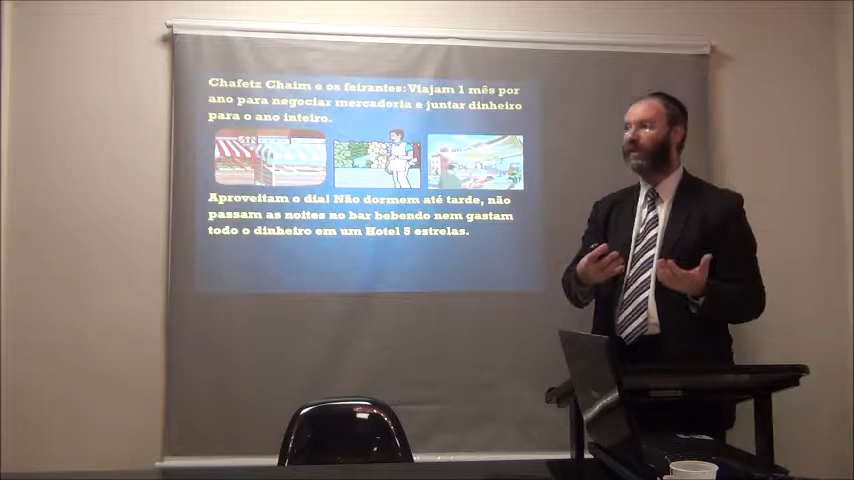 Chafetz Chaim e os feirantes: Viajam 1 mês por
ano para negociar mercadoria e juntar dinheiro
para o ano inteiro.
Aproveitam o dia! Não dormem até tarde, não
passam as noites no bar bebendo nem gastam
todo o dinheiro em um Hotel 5 estrelas.